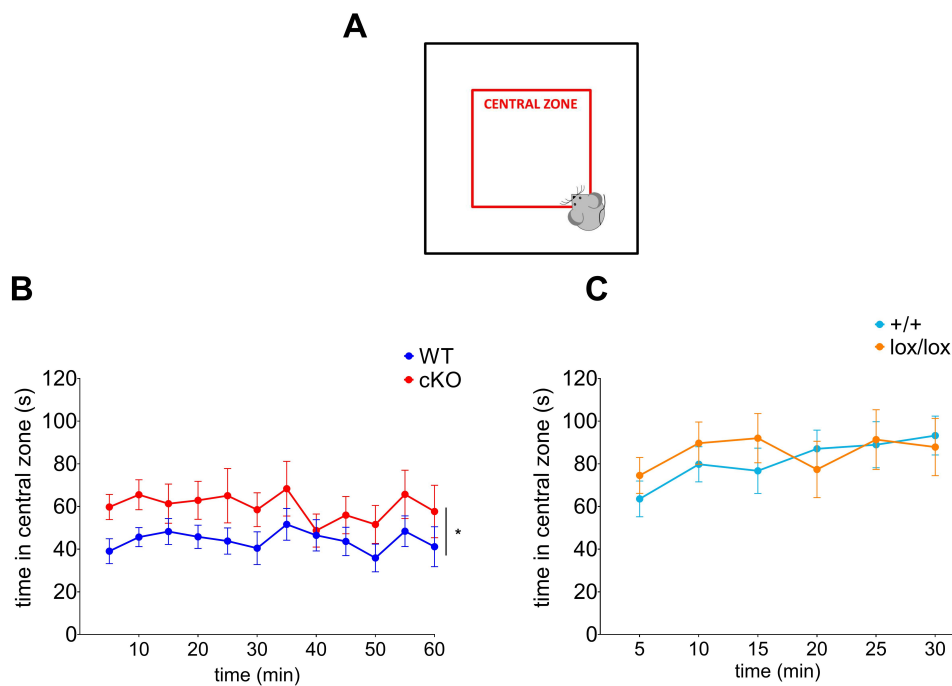 A
CENTRAL ZONE
B
WT
cKO
120
100
80
60
40
20
0
time in central zone (s)
*
10 20 30 40 50 60
time (min)
C
+/+
lox/lox
120
100
80
60
40
20
0
time in central zone (s)
5 10 15 20 25 30
time (min)